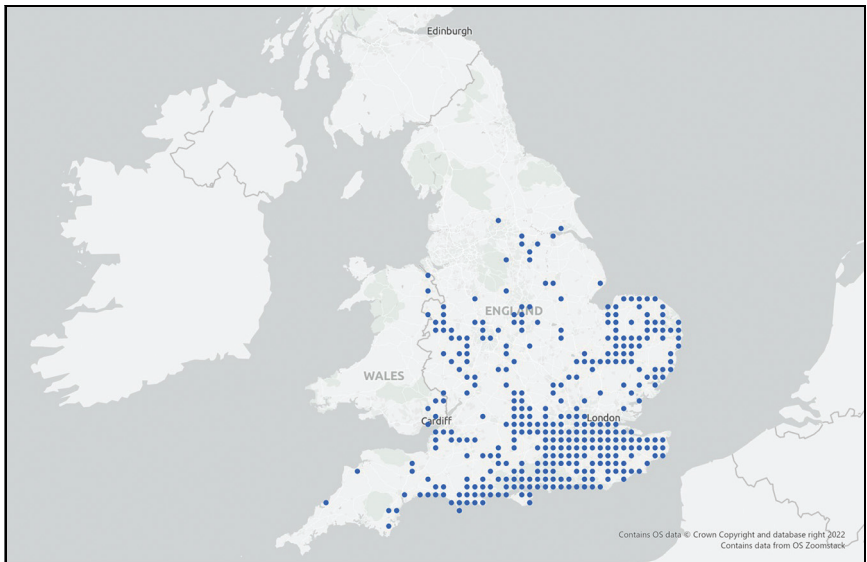 Edinburgh
ENGLAND
WALES
Cardiff
London
Contains OS data © Crown Copyright and database right 2022
Contains data from OS Zoomstack